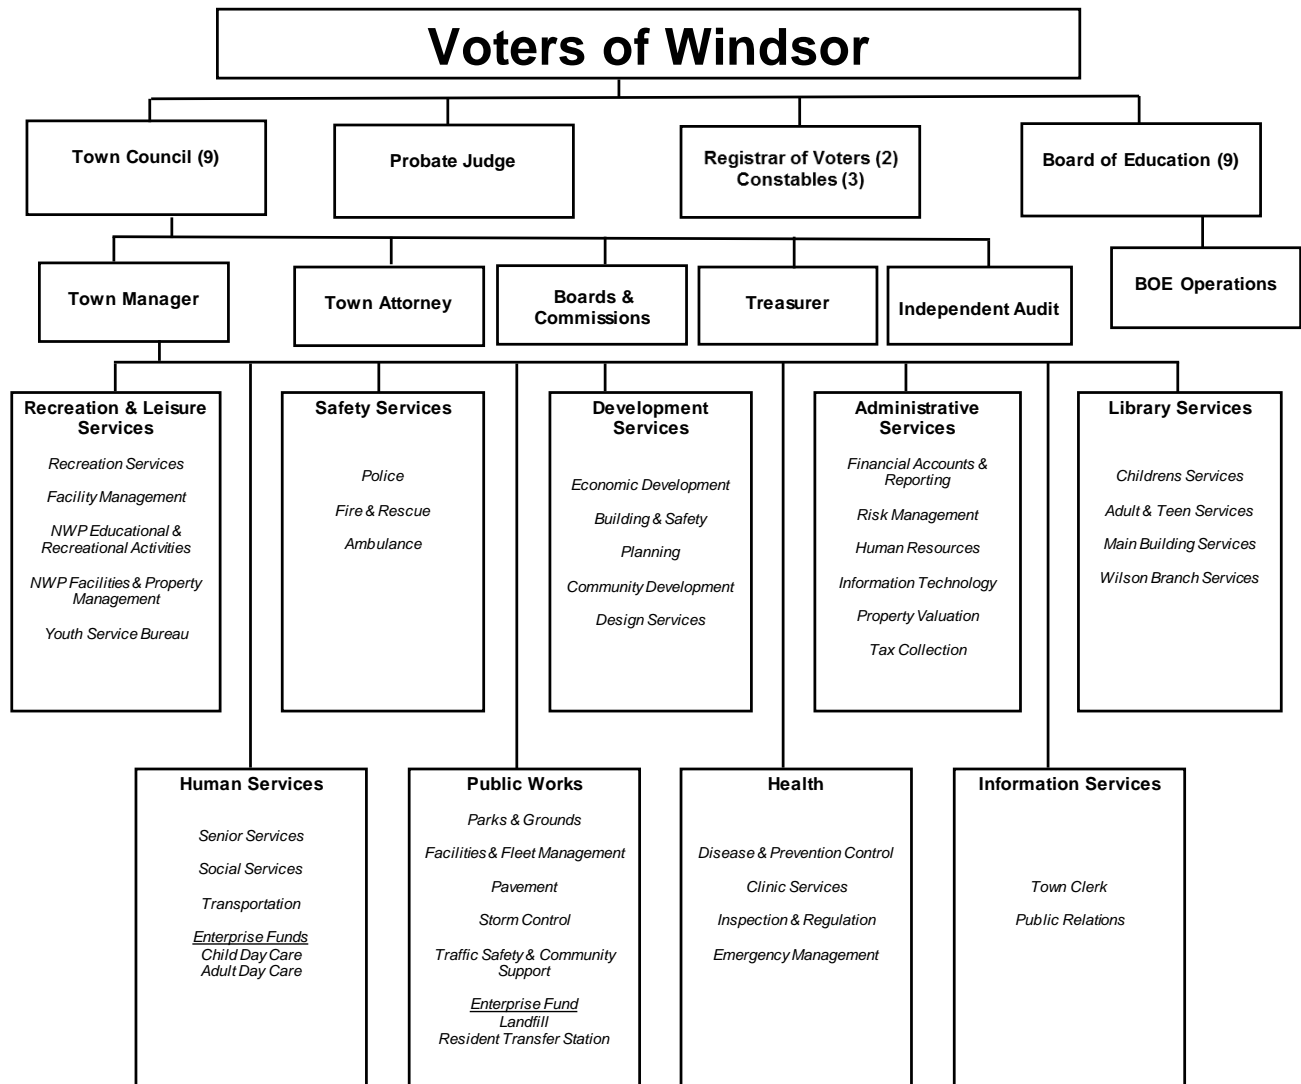 Voters of Windsor
Town Council (9)
Probate Judge
Registrar of Voters (2)
Constables (3)
Board of Education (9)
Town Manager
Town Attorney
Boards &
Commissions
Treasurer
Independent Audit
BOE Operations
Recreation & Leisure
Services
Recreation Services
Facility Management
NWP Educational &
Recreational Activities
NWP Facilities & Property
Management
Youth Service Bureau
Safety Services
Police
Fire & Rescue
Ambulance
Development
Services
Economic Development
Building & Safety
Planning
Community Development
Design Services
Administrative
Services
Financial Accounts &
Reporting
Risk Management
Human Resources
Information Technology
Property Valuation
Tax Collection
Library Services
Childrens Services
Adult & Teen Services
Main Building Services
Wilson Branch Services
Human Services
Senior Services
Social Services
Transportation
Enterprise Funds
Child Day Care
Adult Day Care
Public Works
Parks & Grounds
Facilities & Fleet Management
Pavement
Storm Control
Traffic Safety & Community
Support
Enterprise Fund
Landfill
Resident Transfer Station
Health
Disease & Prevention Control
Clinic Services
Inspection & Regulation
Emergency Management
Information Services
Town Clerk
Public Relations